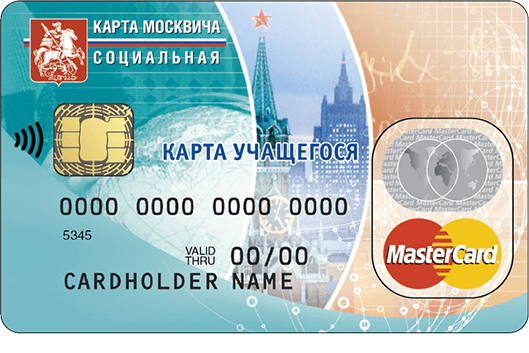 КАРТА МОСКВИЧА
СОЦИАЛЬНАЯ
КАРТА УЧАЩЕГОСЯ
0000 0000 0000 0000
5345
VALID
THRU
00/00
CARDHOLDER NAME
MasterCard